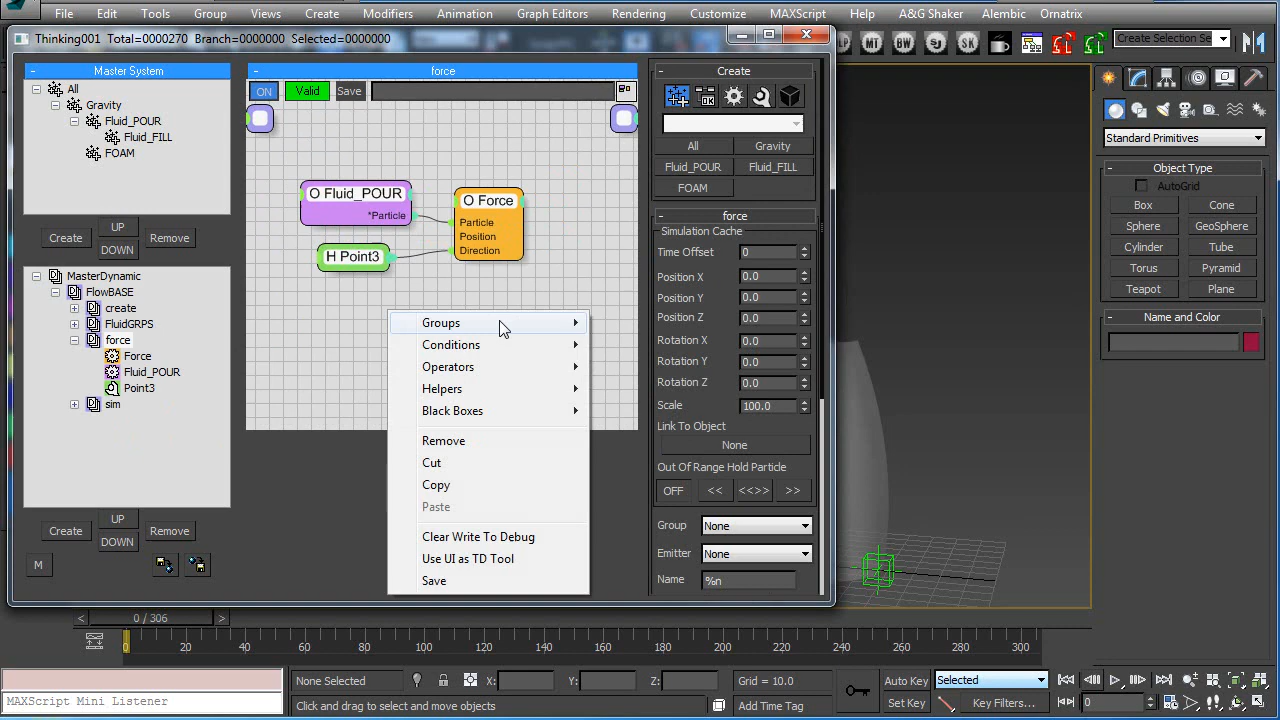 File Edit Tools Group Views Create Modifiers Animation Graph Editors Rendering Customize MAXScript Help A&G Shaker Alembic Ornatrix
Thinking001 Total=0000270 Branch=0000000 Selected=0000000
LP MT BW SK Create Selection Se
- Master System
All
Gravity
Fluid_POUR
Fluid_FILL
FOAM
Create UP Remove
DOWN
MasterDynamic
FlowBASE
create
FluidGRPS
force
Force
Fluid_POUR
Point3
sim
Create UP Remove
DOWN
M
- force
ON Valid Save
O Fluid_POUR
*Particle
H Point3
O Force
Particle
Position
Direction
Groups
Conditions
Operators
Helpers
Black Boxes
Remove
Cut
Copy
Paste
Clear Write To Debug
Use UI as TD Tool
Save
- Create
All Gravity
Fluid_POUR Fluid_FILL
FOAM
- force
Simulation Cache
Time Offset 0
Position X 0.0
Position Y 0.0
Position Z 0.0
Rotation X 0.0
Rotation Y 0.0
Rotation Z 0.0
Scale 100.0
Link To Object
None
Out Of Range Hold Particle
OFF << <<>> >>
Group None
Emitter None
Name %n
Standard Primitives
- Object Type
AutoGrid
Box Cone
Sphere GeoSphere
Cylinder Tube
Torus Pyramid
Teapot Plane
- Name and Color
< 0 / 306 >
0 20 40 60 80 100 120 140 160 180 200 220 240 260 280 300
None Selected X: Y: Z: Grid = 10.0 Auto Key Selected
MAXScript Mini Listener
Click and drag to select and move objects Add Time Tag Set Key Key Filters... 0